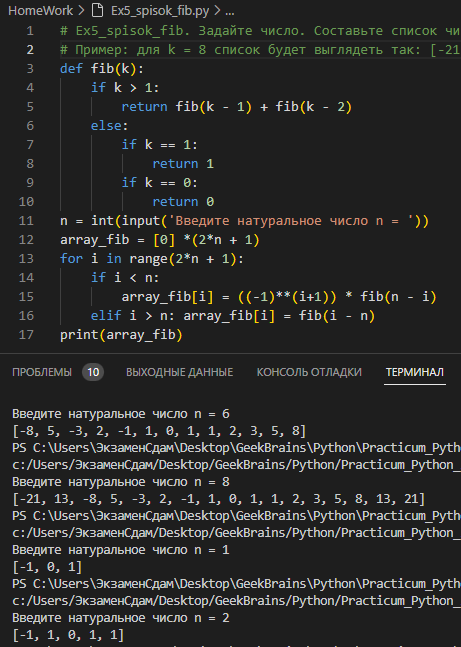 HomeWork > Ex5_spisok_fib.py > ...
1 # Ex5_spisok_fib. Задайте число. Составьте список чи
2 # Пример: для k = 8 список будет выглядеть так: [-21
3 def fib(k):
4 if k > 1:
5 return fib(k - 1) + fib(k - 2)
6 else:
7 if k == 1:
8 return 1
9 if k == 0:
10 return 0
11 n = int(input('Введите натуральное число n = '))
12 array_fib = [0] *(2*n + 1)
13 for i in range(2*n + 1):
14 if i < n:
15 array_fib[i] = ((-1)**(i+1)) * fib(n - i)
16 elif i > n: array_fib[i] = fib(i - n)
17 print(array_fib)
ПРОБЛЕМЫ 10 ВЫХОДНЫЕ ДАННЫЕ КОНСОЛЬ ОТЛАДКИ ТЕРМИНАЛ
Введите натуральное число n = 6
[-8, 5, -3, 2, -1, 1, 0, 1, 1, 2, 3, 5, 8]
PS C:\Users\ЭкзаменСдам\Desktop\GeekBrains\Python\Practicum_Pyth
c:/Users/ЭкзаменСдам/Desktop/GeekBrains/Python/Practicum_Python_
Введите натуральное число n = 8
[-21, 13, -8, 5, -3, 2, -1, 1, 0, 1, 1, 2, 3, 5, 8, 13, 21]
PS C:\Users\ЭкзаменСдам\Desktop\GeekBrains\Python\Practicum_Pyth
c:/Users/ЭкзаменСдам/Desktop/GeekBrains/Python/Practicum_Python_
Введите натуральное число n = 1
[-1, 0, 1]
PS C:\Users\ЭкзаменСдам\Desktop\GeekBrains\Python\Practicum_Pyth
c:/Users/ЭкзаменСдам/Desktop/GeekBrains/Python/Practicum_Python_
Введите натуральное число n = 2
[-1, 1, 0, 1, 1]